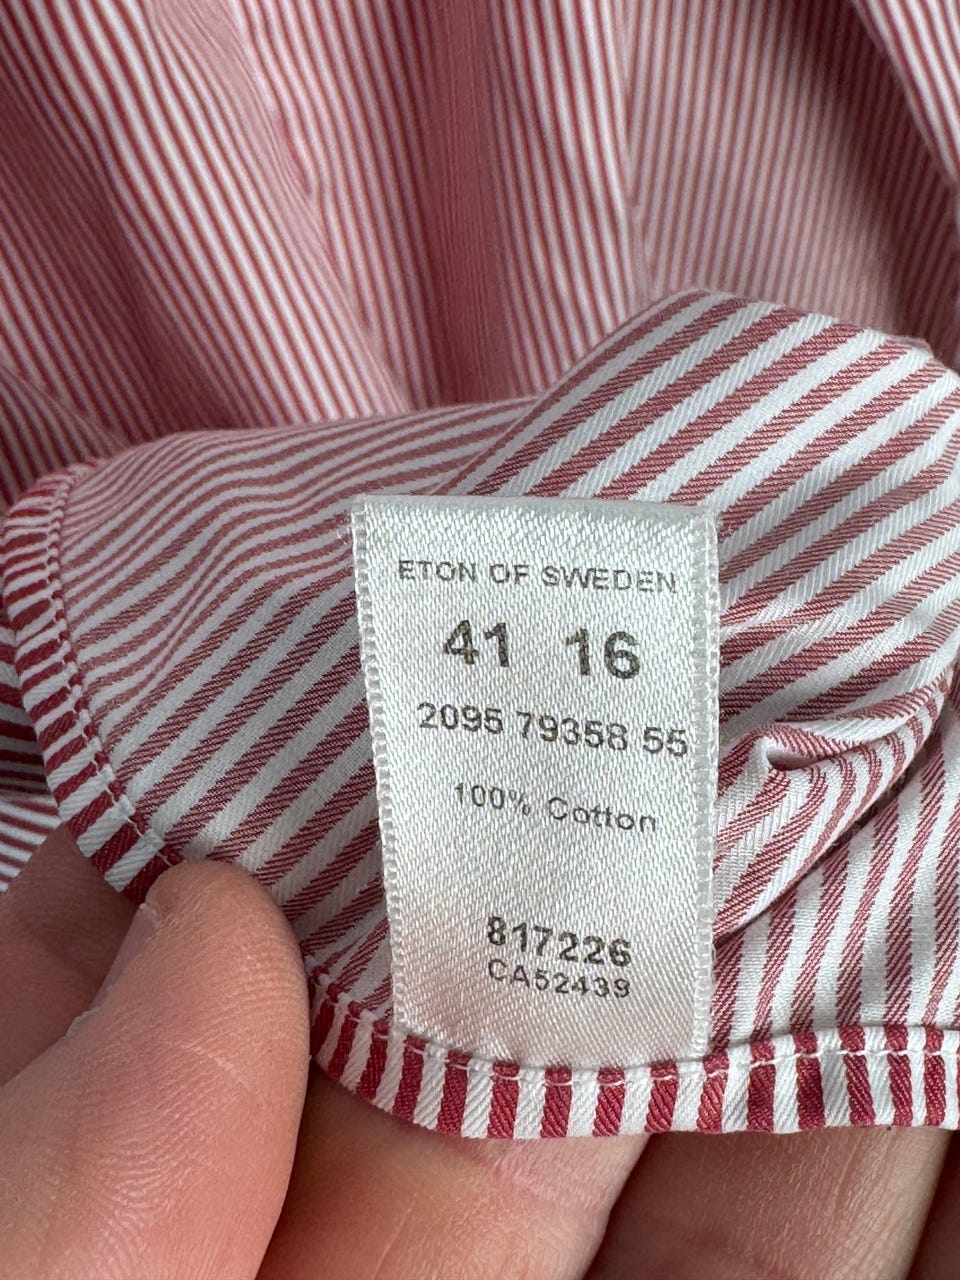 ETON OF SWEDEN
41 16
2095 79358 55
100% Cotton
817226
CA52439